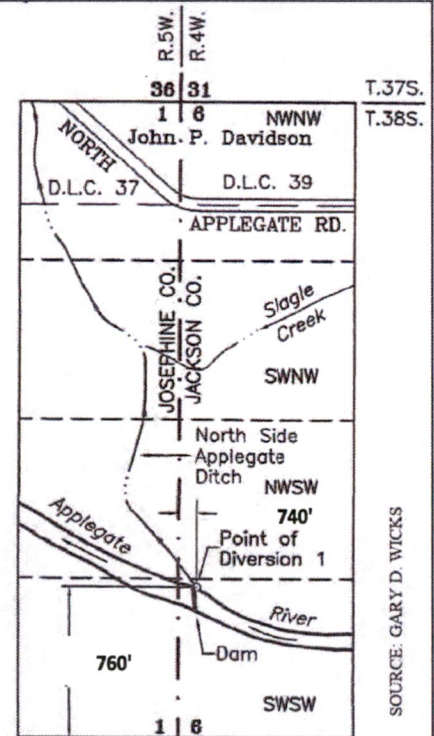 R.5W.
R.4W.
36 31
T.37S.
1 6
NWNW
T.38S.
John P. Davidson
NORTH
D.L.C. 37
D.L.C. 39
APPLEGATE RD.
JOSEPHINE CO.
JACKSON CO.
Slagle
Creek
SWNW
North Side
Applegate
Ditch
NWSW
740'
Applegate
Point of
Diversion 1
River
Dam
760'
SWSW
1 6
SOURCE: GARY D. WICKS